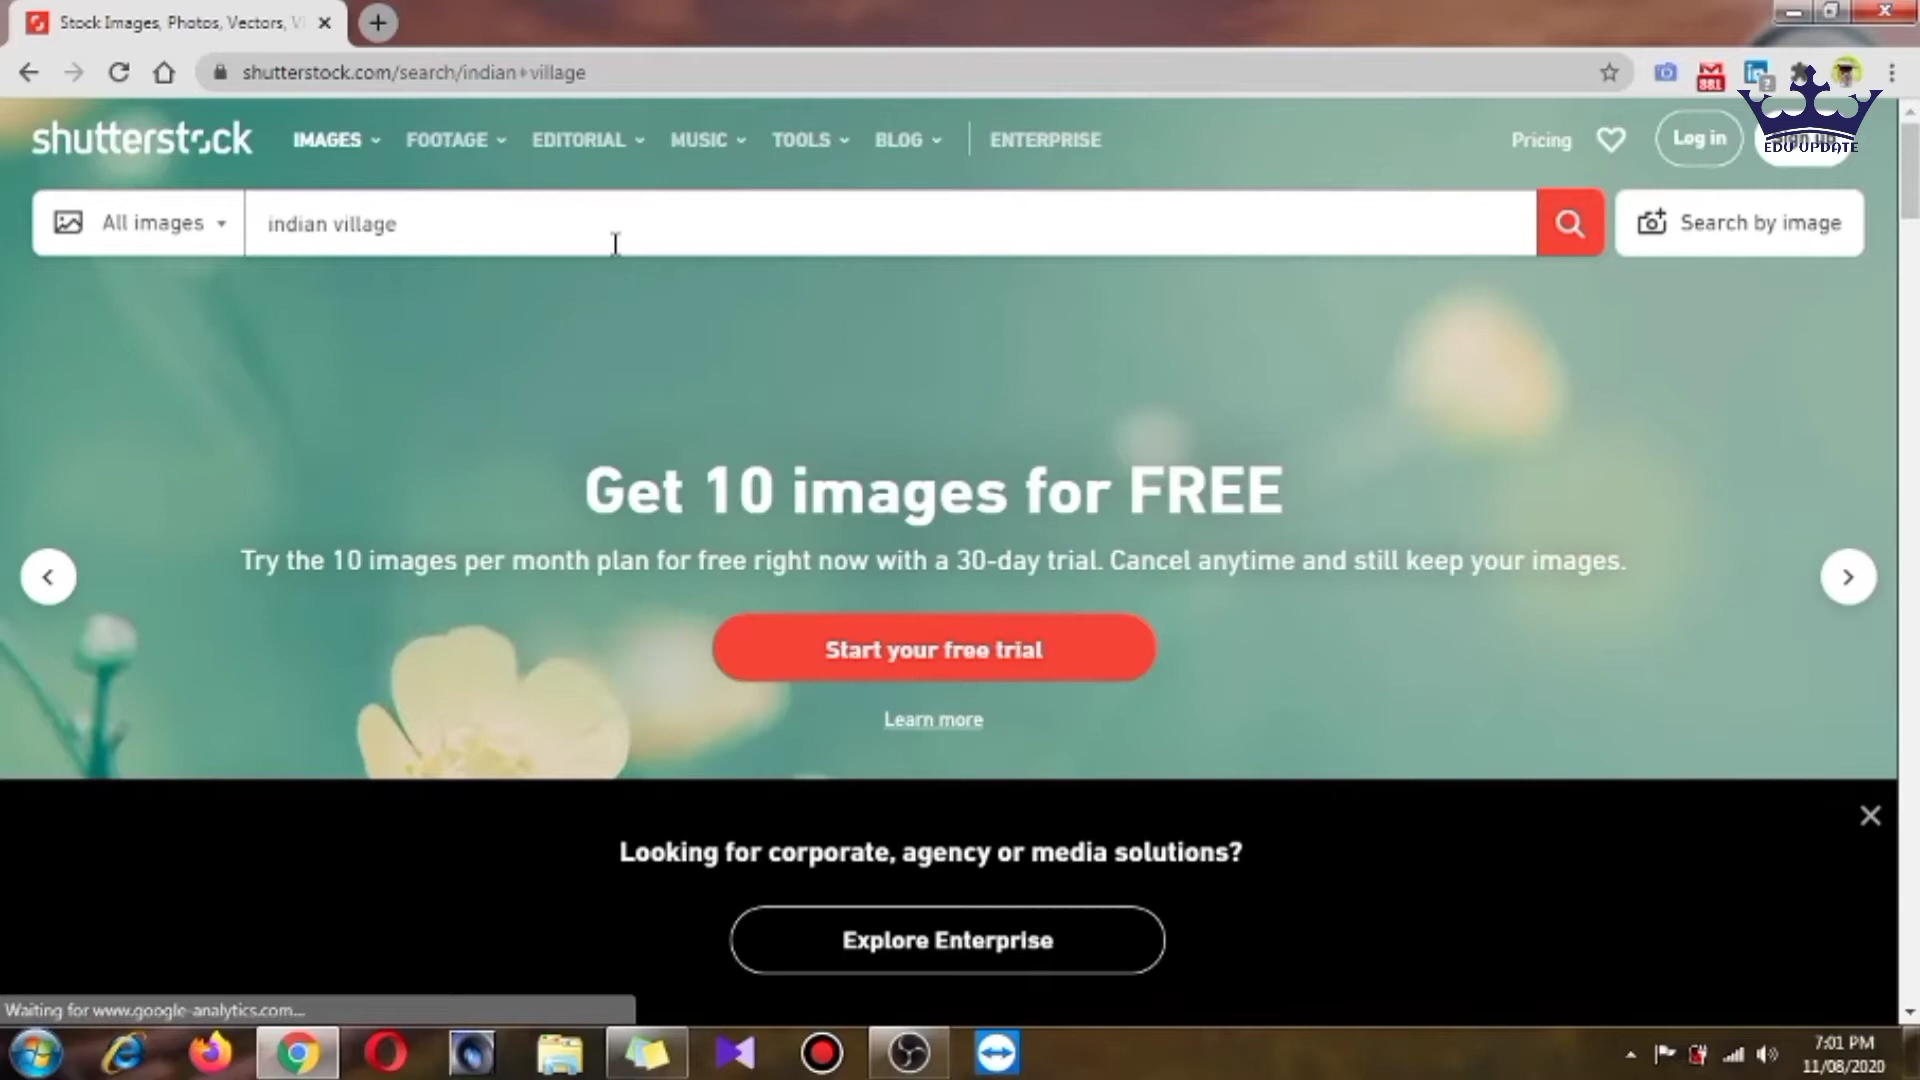 Stock Images, Photos, Vectors, Vi
shutterstock.com/search/indian+village
881
shutterstock
IMAGES
FOOTAGE
EDITORIAL
MUSIC
TOOLS
BLOG
ENTERPRISE
Pricing
Log in
EDU UPDATE
All images
indian village
Search by image
Get 10 images for FREE
Try the 10 images per month plan for free right now with a 30-day trial. Cancel anytime and still keep your images.
Start your free trial
Learn more
Looking for corporate, agency or media solutions?
Explore Enterprise
Waiting for www.google-analytics.com...
7:01 PM
11/08/2020